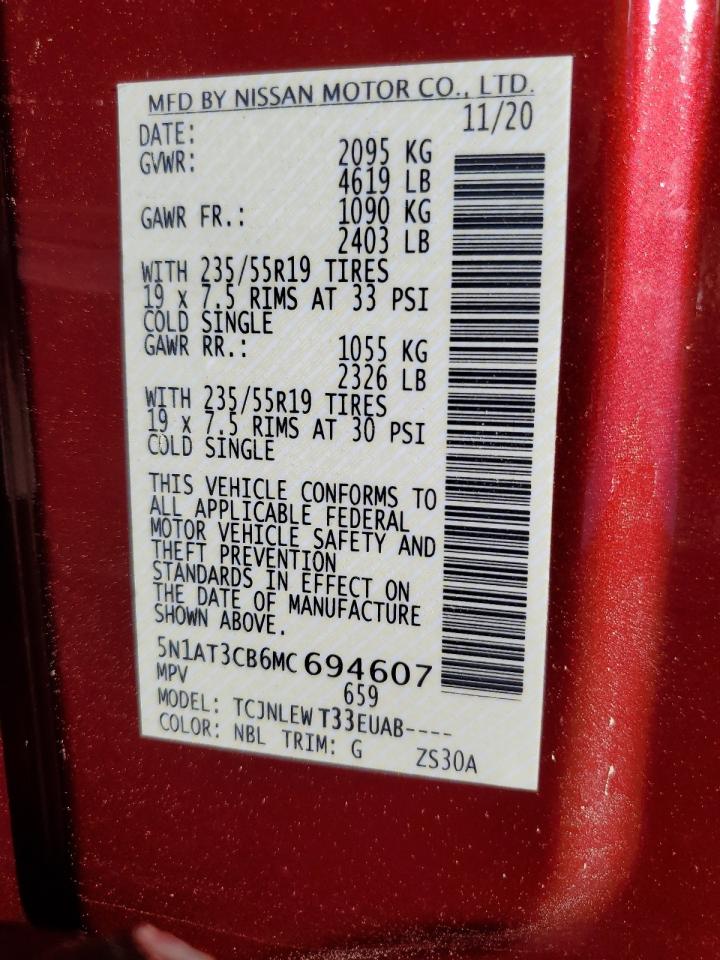 MFD BY NISSAN MOTOR CO., LTD.
DATE: 11/20
GVWR: 2095 KG
4619 LB
GAWR FR.: 1090 KG
2403 LB
WITH 235/55R19 TIRES
19 x 7.5 RIMS AT 33 PSI
COLD SINGLE
GAWR RR.: 1055 KG
2326 LB
WITH 235/55R19 TIRES
19 x 7.5 RIMS AT 30 PSI
COLD SINGLE
THIS VEHICLE CONFORMS TO
ALL APPLICABLE FEDERAL
MOTOR VEHICLE SAFETY AND
THEFT PREVENTION
STANDARDS IN EFFECT ON
THE DATE OF MANUFACTURE
SHOWN ABOVE.
5N1AT3CB6MC694607
MPV 659
MODEL: TCJNLEW T33EUAB----
COLOR: NBL TRIM: G ZS30A